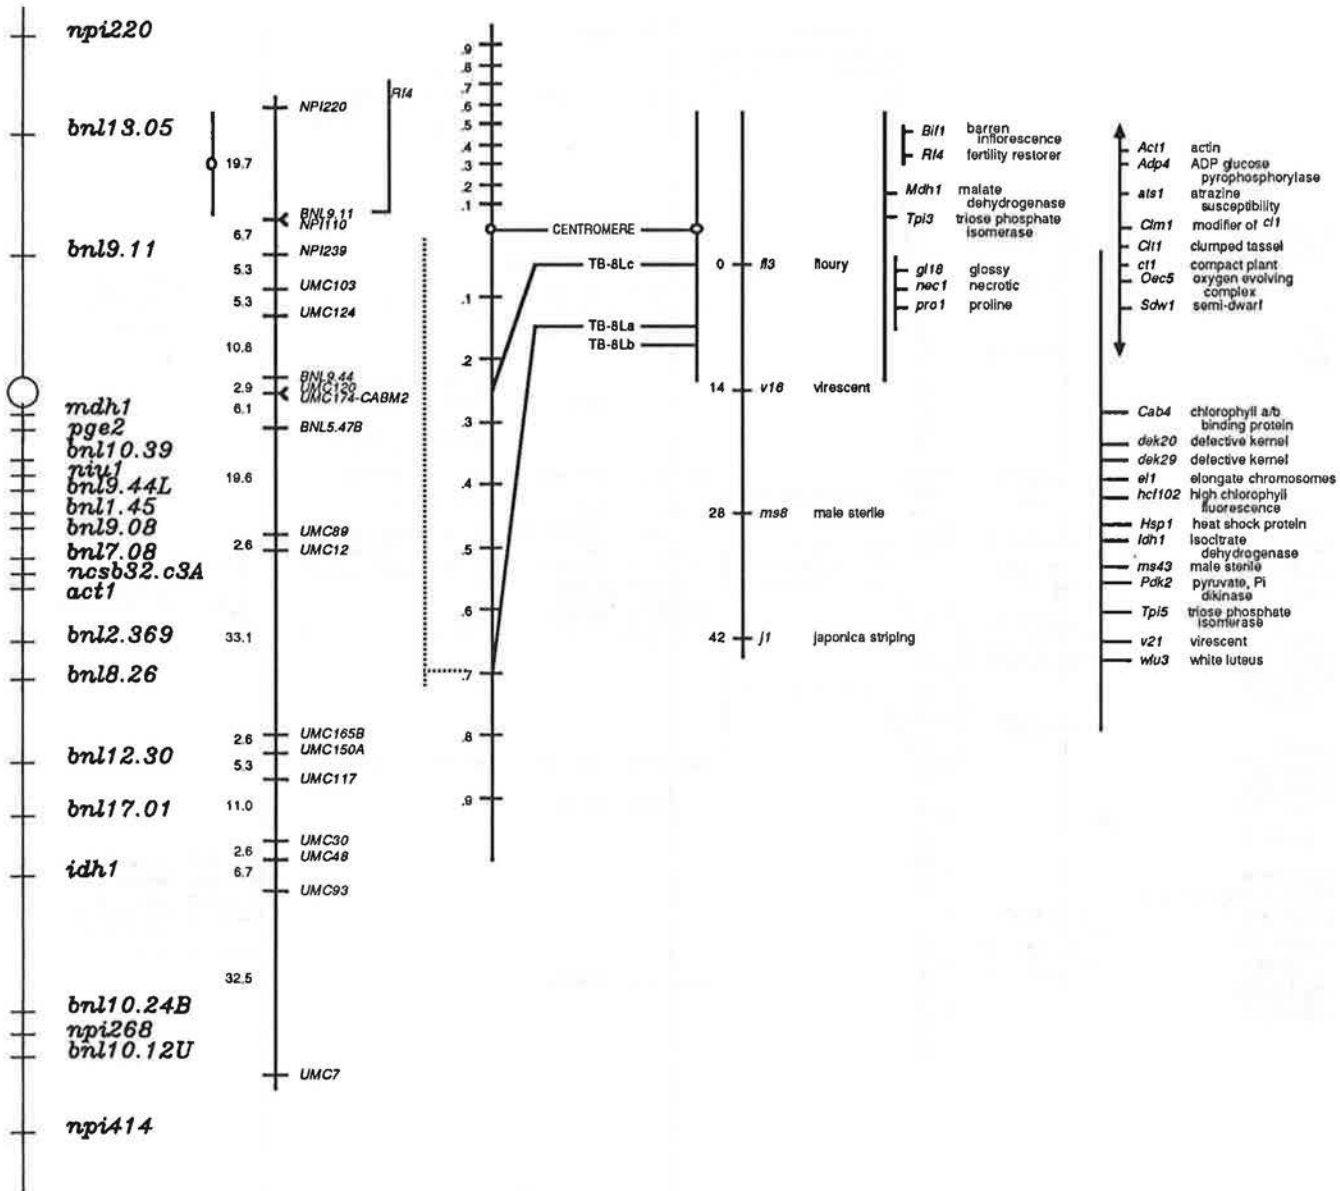 npi220
bnl13.05
bnl9.11
mdh1
pge2
bnl10.39
niu1
bnl9.44L
bnl1.45
bnl9.08
bnl7.08
ncsb32.c3A
act1
bnl2.369
bnl8.26
bnl12.30
bnl17.01
idh1
bnl10.24B
npi268
bnl10.12U
npi414
Rf4
NPI220
19.7
BNL9.11
NPI110
6.7
NPI239
5.3
UMC103
5.3
UMC124
10.8
BNL9.44
2.9 UMC120
UMC174-CABM2
6.1
BNL5.47B
19.6
UMC89
2.6 UMC12
33.1
UMC165B
2.6 UMC150A
5.3
UMC117
11.0
UMC30
2.6 UMC48
6.7
UMC93
32.5
UMC7
.9
.8
.7
.6
.5
.4
.3
.2
.1
CENTROMERE
TB-8Lc
.1
TB-8La
TB-8Lb
.2
.3
.4
.5
.6
.7
.8
.9
0 fl3 floury
14 v16 virescent
28 ms8 male sterile
42 j1 japonica striping
Bif1 barren
inflorescence
Rf4 fertility restorer
Mdh1 malate
dehydrogenase
Tpi3 triose phosphate
isomerase
gl18 glossy
nec1 necrotic
pro1 proline
Act1 actin
Adp4 ADP glucose
pyrophosphorylase
ats1 atrazine
susceptibility
Clm1 modifier of cl1
Clt1 clumped tassel
ct1 compact plant
Oec5 oxygen evolving
complex
Sdw1 semi-dwarf
Cab4 chlorophyll a/b
binding protein
dek20 defective kernel
dek29 defective kernel
el1 elongate chromosomes
hcf102 high chlorophyll
fluorescence
Hsp1 heat shock protein
Idh1 isocitrate
dehydrogenase
ms43 male sterile
Pdk2 pyruvate, Pi
dikinase
Tpi5 triose phosphate
isomerase
v21 virescent
wlu3 white luteus